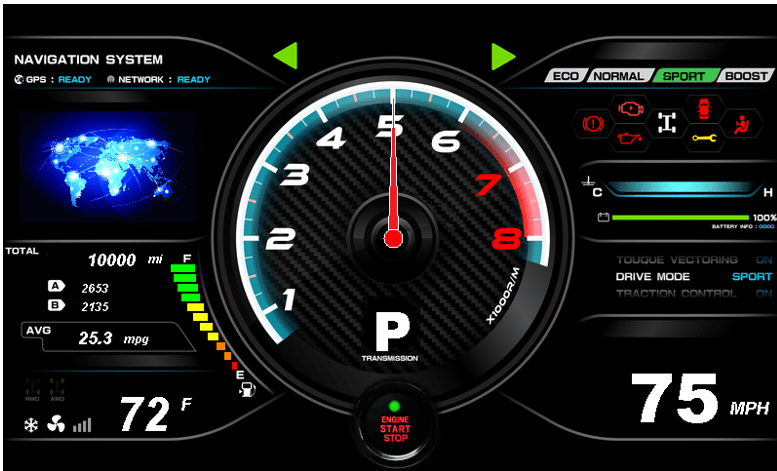 NAVIGATION SYSTEM
GPS : READY NETWORK : READY
ECO NORMAL SPORT BOOST
1
2
3
4
5
6
7
8
X1000R/M
P
TRANSMISSION
C H
100%
BATTERY INFO : 0000
TOUQUE VECTORING ON
DRIVE MODE SPORT
TRACTION CONTROL ON
TOTAL
10000 mi
A 2653
B 2135
AVG
25.3 mpg
F
E
72 F
ENGINE
START
STOP
75 MPH